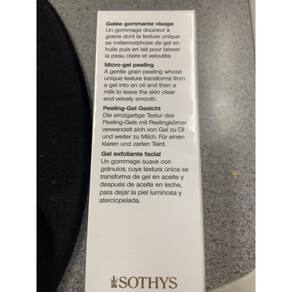 Gelée gommante visage
Un gommage douceur à
grains dont la texture unique
se métamorphose de gel en
huile puis en lait pour laisser
la peau claire et veloutée.
Micro-gel peeling
A gentle grain peeling whose
unique texture transforms from
a gel into an oil and then a
milk to leave the skin clear
and velvety smooth.
Peeling-Gel Gesicht
Die einzigartige Textur des
Peeling-Gels mit Peelingkörner
verwandelt sich von Gel zu Öl
und weiter zu Milch. Für einen
klaren und zarten Teint.
Gel exfoliante facial
Un gommage suave con
gránulos, cuya textura única se
transforma de gel en aceite y
después de aceite en leche,
para dejar la piel luminosa y
aterciopelada.
SOTHYS